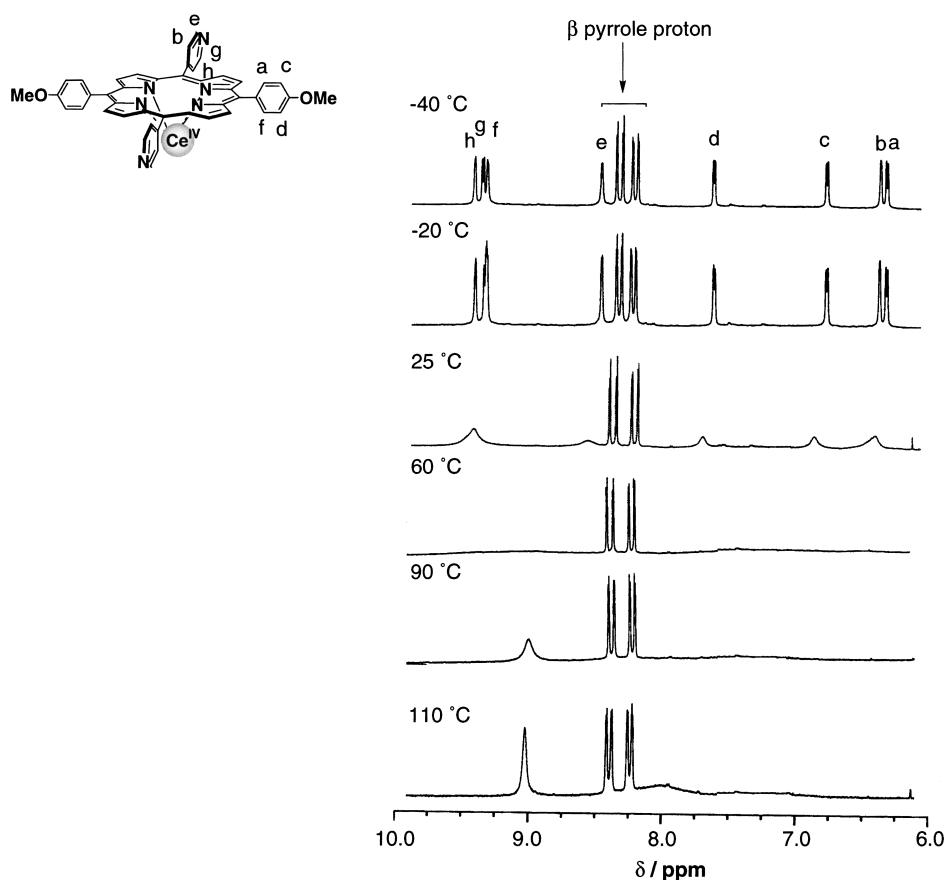 e
b
N
g
h
a
c
MeO
N
N
N
N
OMe
f
d
Ce^IV
N
β pyrrole proton
-40 °C
h
g
f
e
d
c
b
a
-20 °C
25 °C
60 °C
90 °C
110 °C
10.0 9.0 8.0 7.0 6.0
δ / ppm